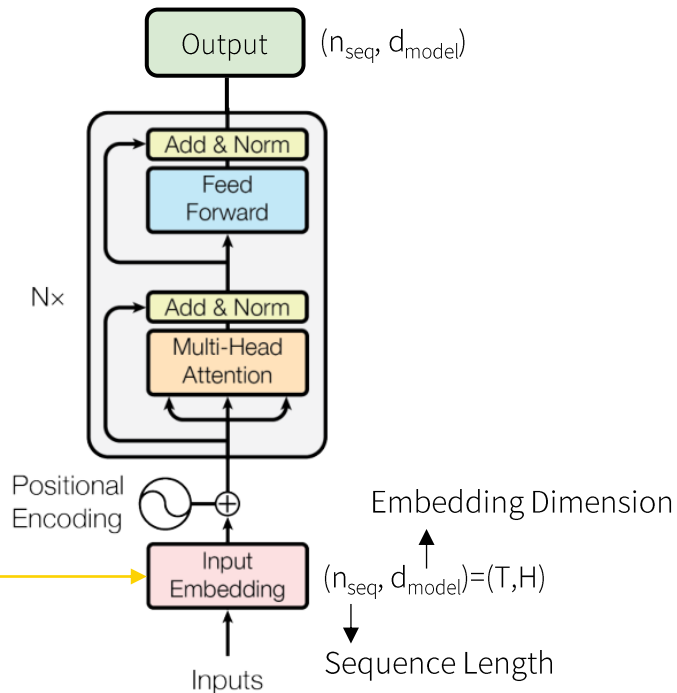 Output (nseq, dmodel)
Add & Norm
Feed
Forward
N×
Add & Norm
Multi-Head
Attention
Positional
Encoding
Embedding Dimension
Input
Embedding
(nseq, dmodel)=(T,H)
Sequence Length
Inputs